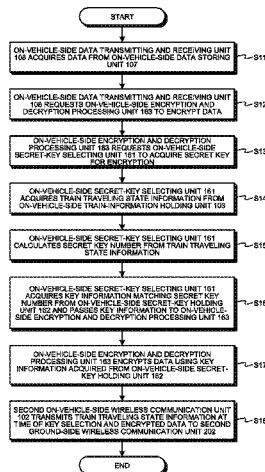 START
ON-VEHICLE-SIDE DATA TRANSMITTING AND RECEIVING UNIT
108 ACQUIRES DATA FROM ON-VEHICLE-SIDE DATA STORING
UNIT 107
S11
ON-VEHICLE-SIDE DATA TRANSMITTING AND RECEIVING UNIT
108 REQUESTS ON-VEHICLE-SIDE ENCRYPTION AND
DECRYPTION PROCESSING UNIT 163 TO ENCRYPT DATA
S12
ON-VEHICLE-SIDE ENCRYPTION AND DECRYPTION
PROCESSING UNIT 163 REQUESTS ON-VEHICLE-SIDE
SECRET-KEY SELECTING UNIT 161 TO ACQUIRE SECRET KEY
FOR ENCRYPTION
S13
ON-VEHICLE-SIDE SECRET-KEY SELECTING UNIT 161
ACQUIRES TRAIN TRAVELING STATE INFORMATION FROM
ON-VEHICLE-SIDE TRAIN-INFORMATION HOLDING UNIT 103
S14
ON-VEHICLE-SIDE SECRET-KEY SELECTING UNIT 161
CALCULATES SECRET KEY NUMBER FROM TRAIN TRAVELING
STATE INFORMATION
S15
ON-VEHICLE-SIDE SECRET-KEY SELECTING UNIT 161
ACQUIRES KEY INFORMATION MATCHING SECRET KEY
NUMBER FROM ON-VEHICLE-SIDE SECRET-KEY HOLDING
UNIT 162 AND PASSES KEY INFORMATION TO ON-VEHICLE-
SIDE ENCRYPTION AND DECRYPTION PROCESSING UNIT 163
S16
ON-VEHICLE-SIDE ENCRYPTION AND DECRYPTION
PROCESSING UNIT 163 ENCRYPTS DATA USING KEY
INFORMATION ACQUIRED FROM ON-VEHICLE-SIDE SECRET-
KEY HOLDING UNIT 162
S17
SECOND ON-VEHICLE-SIDE WIRELESS COMMUNICATION UNIT
102 TRANSMITS TRAIN TRAVELING STATE INFORMATION AT
TIME OF KEY SELECTION AND ENCRYPTED DATA TO SECOND
GROUND-SIDE WIRELESS COMMUNICATION UNIT 202
S18
END